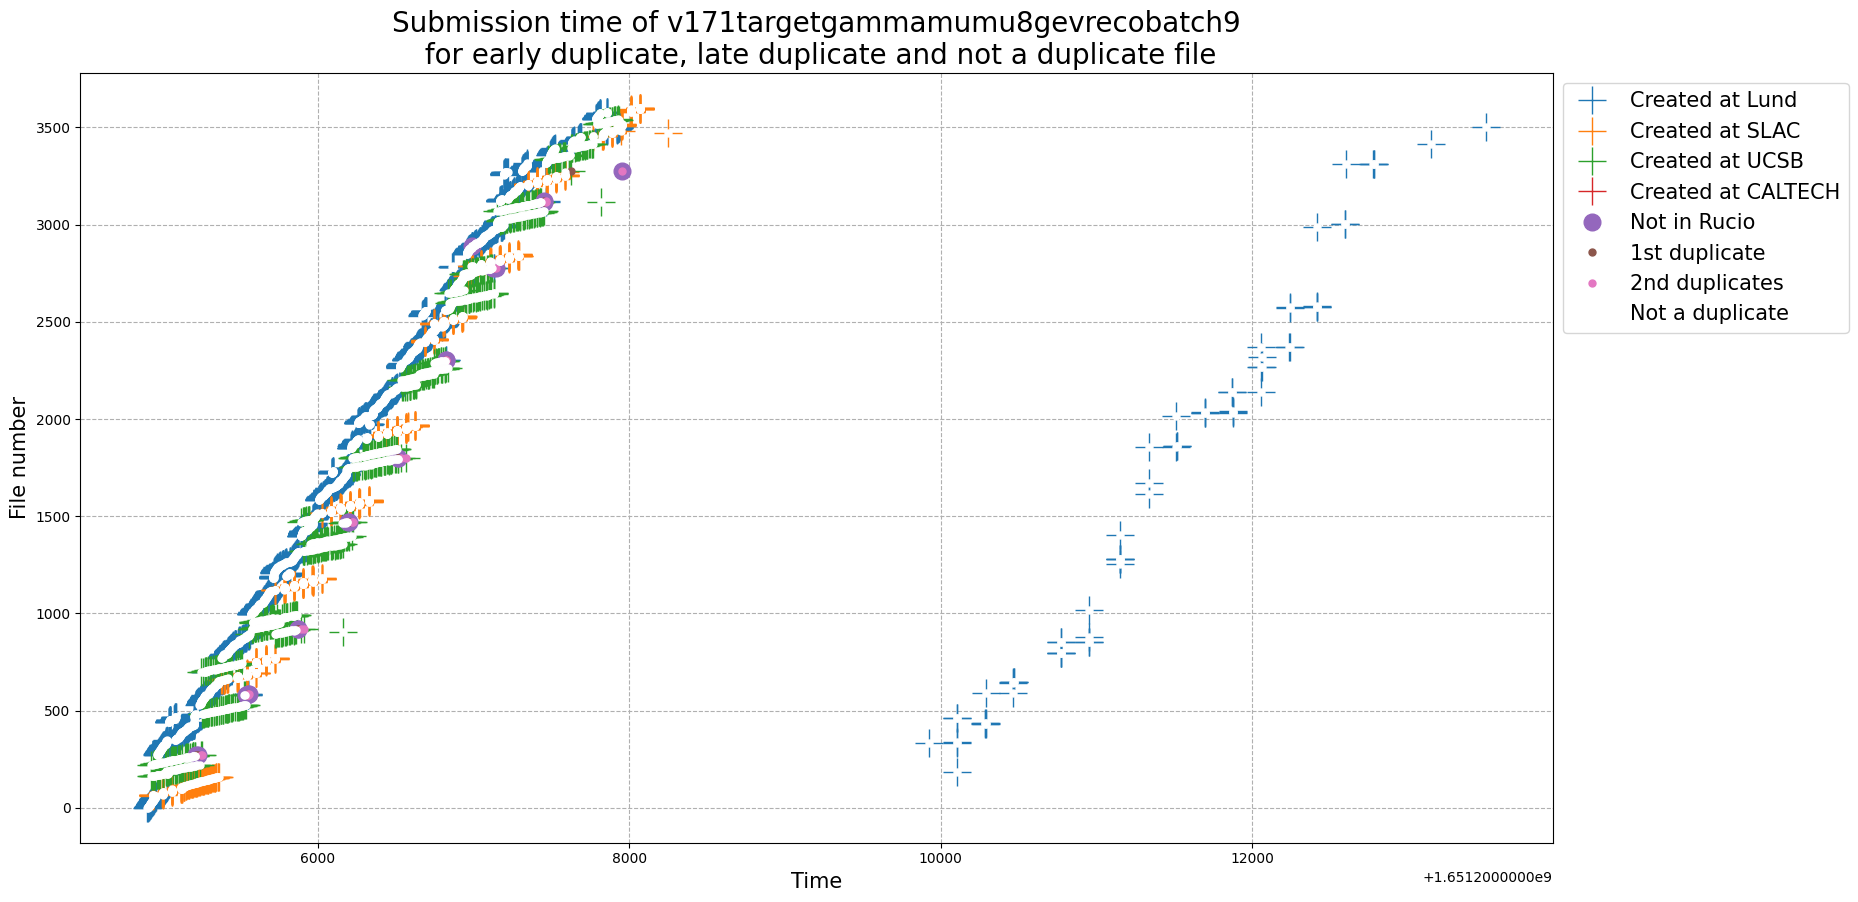 Submission time of v171targetgammamumu8gevrecobatch9
for early duplicate, late duplicate and not a duplicate file
Created at Lund
Created at SLAC
Created at UCSB
Created at CALTECH
Not in Rucio
1st duplicate
2nd duplicates
Not a duplicate
File number
3500
3000
2500
2000
1500
1000
500
0
6000
8000
10000
12000
+1.6512000000e9
Time